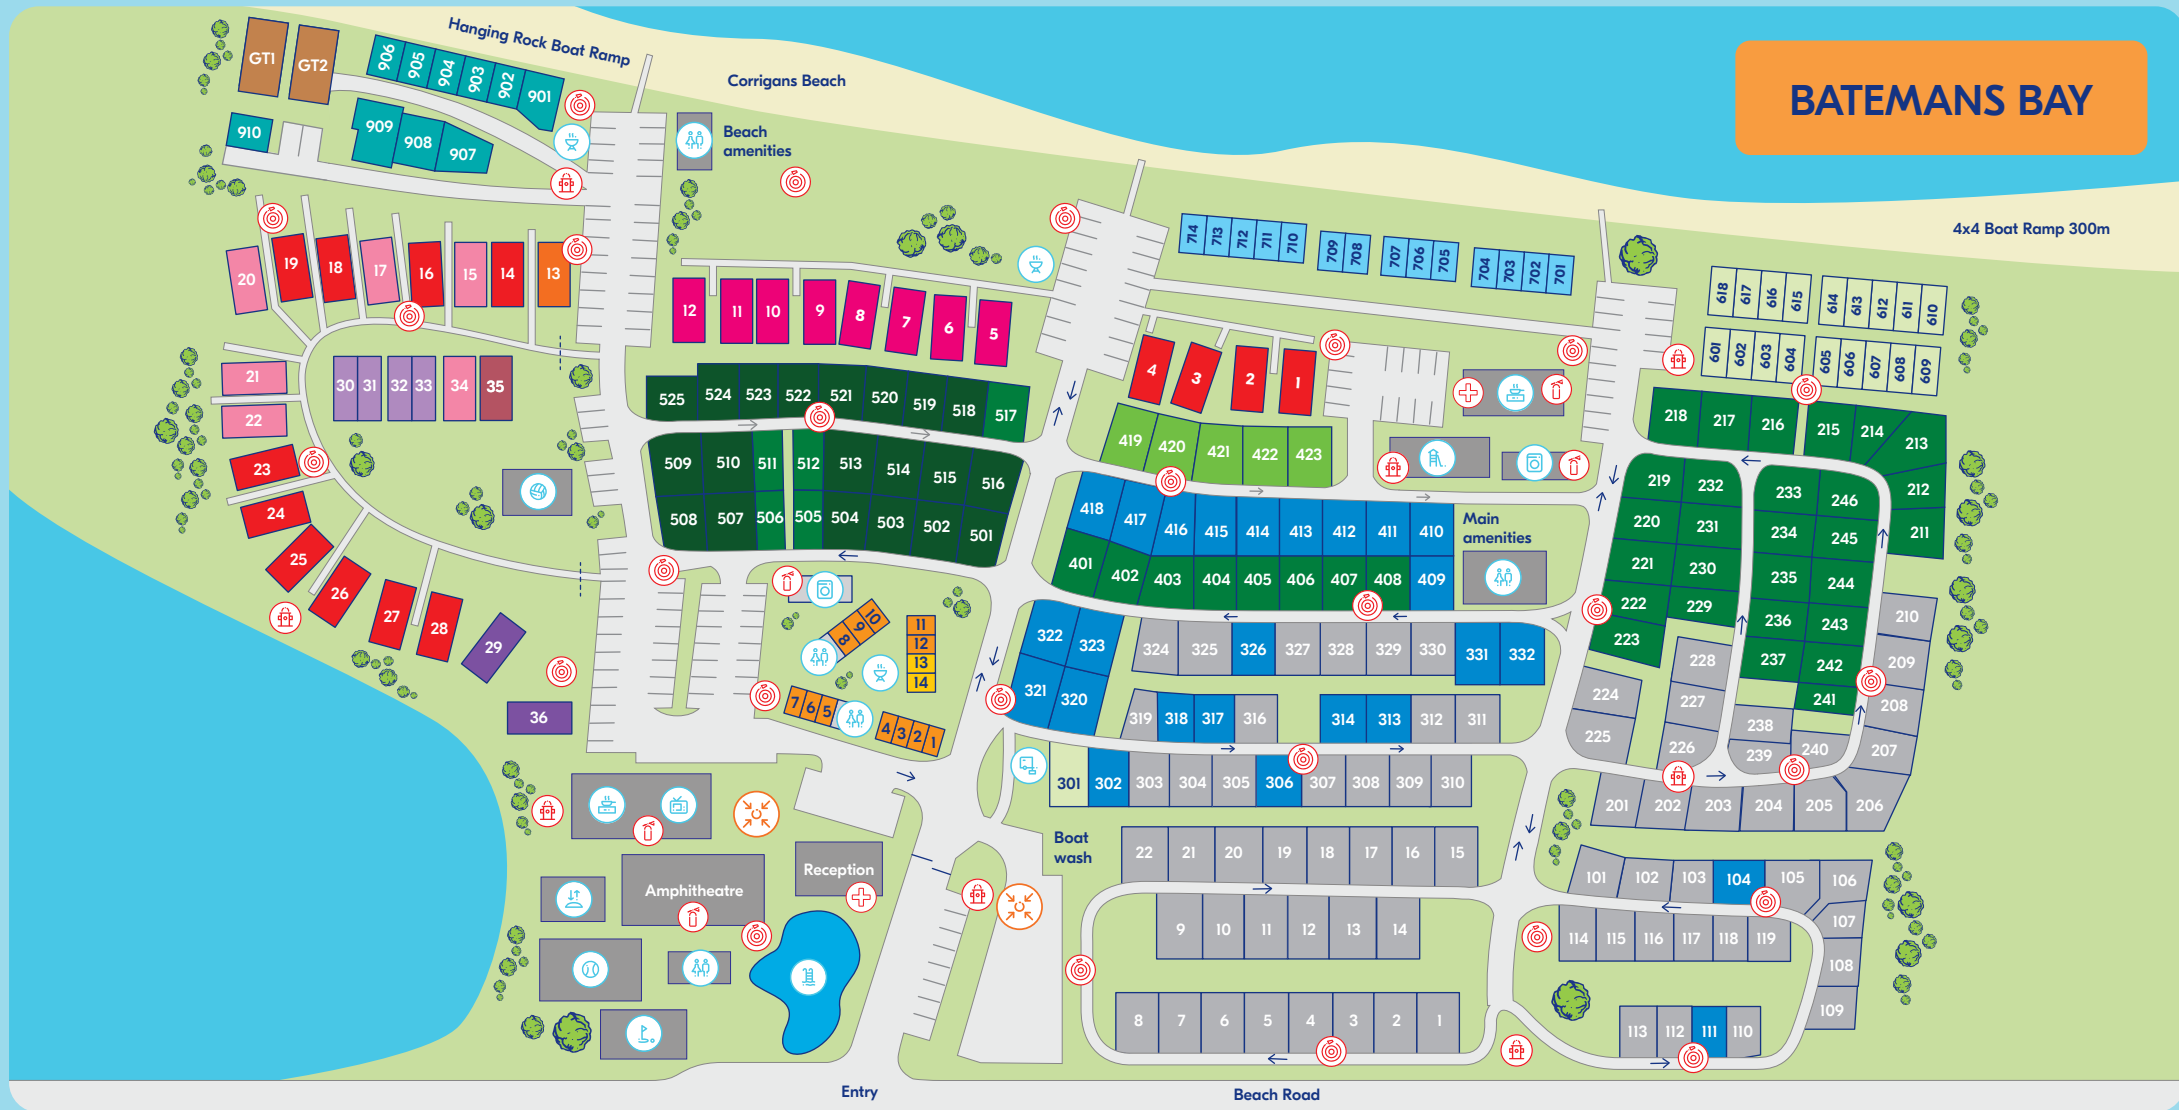 BATEMANS BAY
Hanging Rock Boat Ramp
Corrigans Beach
4x4 Boat Ramp 300m
Beach
amenities
GT1 GT2
906 905 904 903 902 901
910 909 908 907
20 19 18 17 16 15 14 13
12 11 10 9 8 7 6 5
714 713 712 711 710 709 708 707 706 705 704 703 702 701
618 617 616 615 614 613 612 611 610
601 602 603 604 605 606 607 608 609
4 3 2 1
21
22
23
24
25
26
27
28
29
36
30 31 32 33 34 35
525 524 523 522 521 520 519 518 517
509 510 511 512 513 514 515 516
508 507 506 505 504 503 502 501
419 420 421 422 423
418 417 416 415 414 413 412 411 410
401 402 403 404 405 406 407 408 409
Main
amenities
218 217 216 215 214 213
212
211
219 232 233 246
220 231 234 245
221 230 235 244
222 229 236 243
223 228 237 242
241
224 227 238
225 226 239 240
210
209
208
207
201 202 203 204 205 206
10
9
8
11
12
13
14
7 6 5
4 3 2 1
322 323
321 320
324 325 326 327 328 329 330 331 332
319 318 317 316 314 313 312 311
301 302 303 304 305 306 307 308 309 310
Boat
wash
22 21 20 19 18 17 16 15
9 10 11 12 13 14
8 7 6 5 4 3 2 1
101 102 103 104 105 106
107
108
109
114 115 116 117 118 119
113 112 111 110
Reception
Amphitheatre
Entry
Beach Road